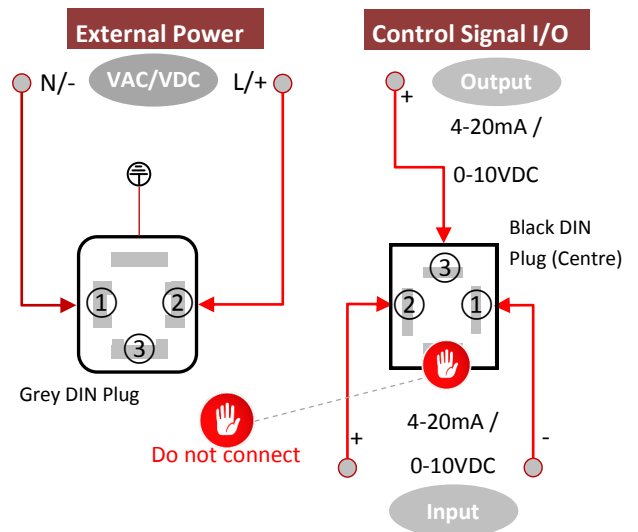 External Power
N/-
VAC/VDC
L/+
1
2
3
Grey DIN Plug
Do not connect
Control Signal I/O
Output
+
4-20mA /
0-10VDC
Black DIN
Plug (Centre)
3
2
1
+
4-20mA /
-
0-10VDC
Input